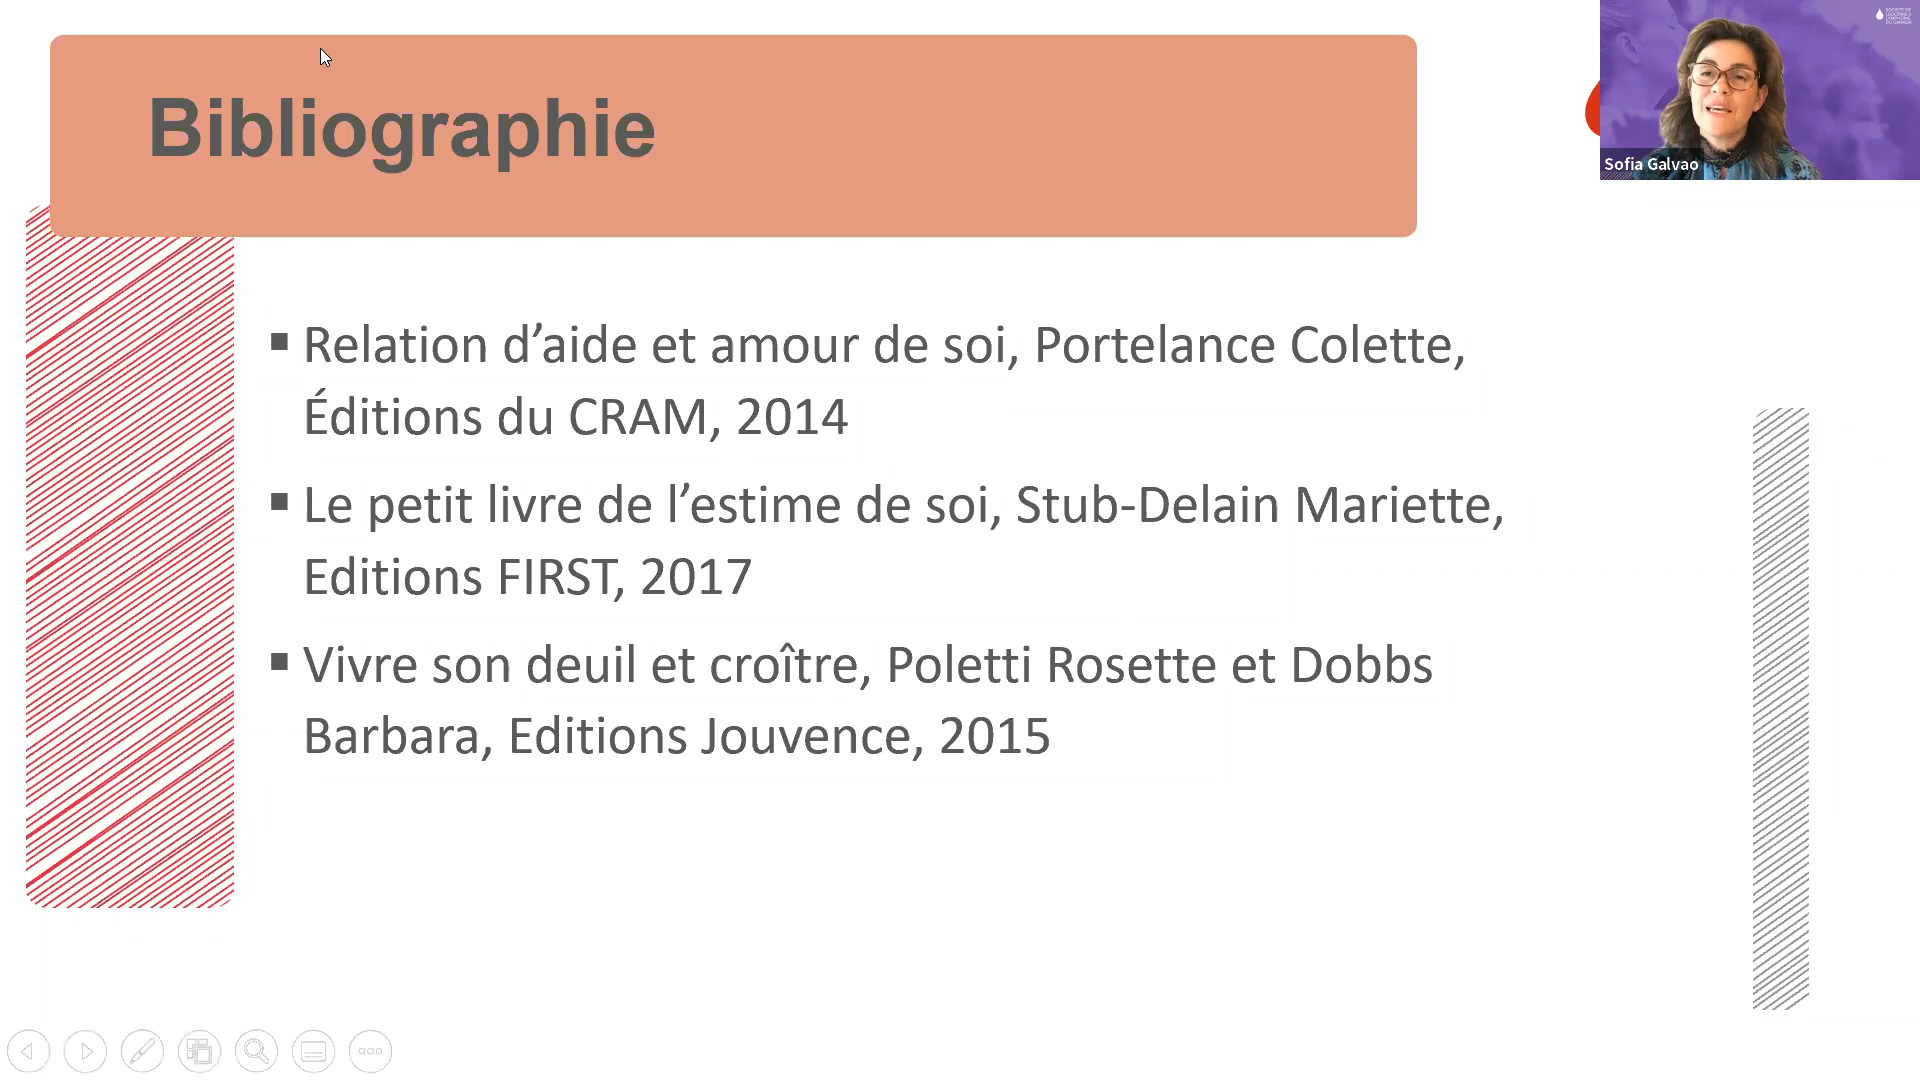 Bibliographie
▪ Relation d’aide et amour de soi, Portelance Colette,
Éditions du CRAM, 2014
▪ Le petit livre de l’estime de soi, Stub-Delain Mariette,
Editions FIRST, 2017
▪ Vivre son deuil et croître, Poletti Rosette et Dobbs
Barbara, Editions Jouvence, 2015
Sofia Galvao